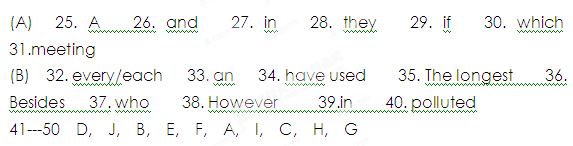 (A) 25. A 26. and 27. in 28. they 29. if 30. which
31.meeting
(B) 32. every/each 33. an 34. have used 35. The longest 36.
Besides 37. who 38. However 39.in 40. polluted
41---50 D, J, B, E, F, A, I, C, H, G